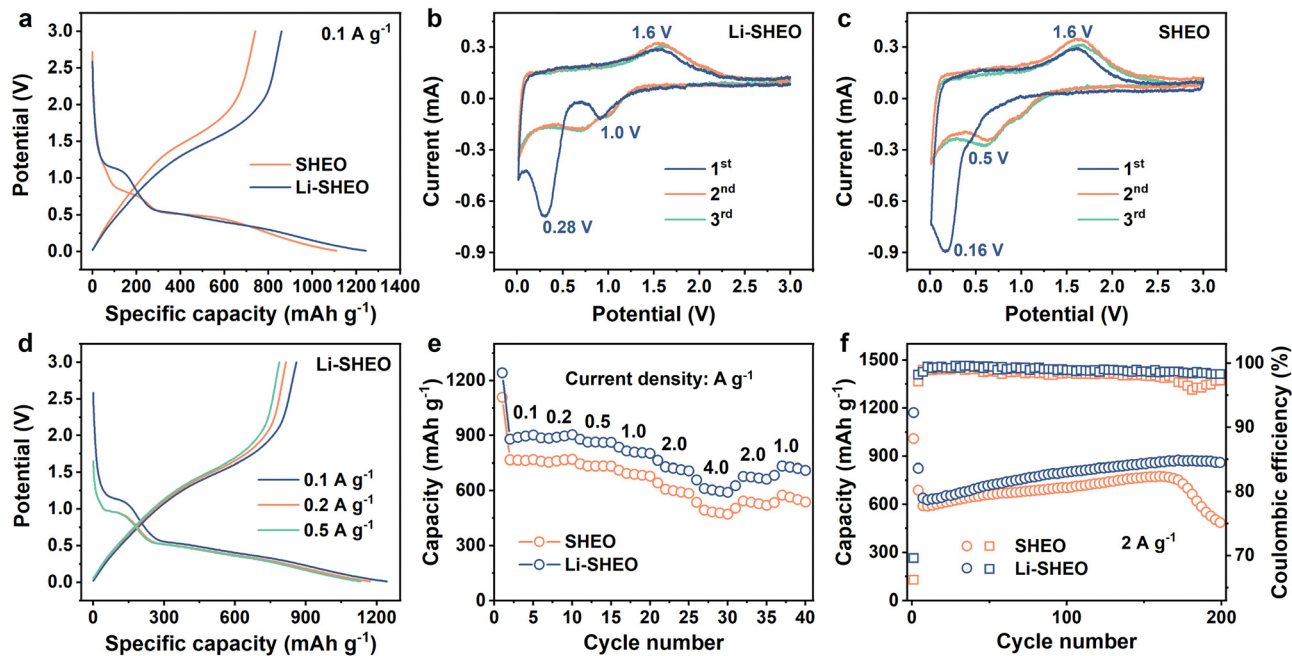 a
0.1 A g⁻¹
Potential (V)
3.0
2.5
2.0
1.5
1.0
0.5
0.0
SHEO
Li-SHEO
0 200 400 600 800 1000 1200 1400
Specific capacity (mAh g⁻¹)
b
Li-SHEO
1.6 V
1.0 V
0.28 V
Current (mA)
0.3
0.0
-0.3
-0.6
-0.9
1ˢᵗ
2ⁿᵈ
3ʳᵈ
0.0 0.5 1.0 1.5 2.0 2.5 3.0
Potential (V)
c
SHEO
1.6 V
0.5 V
0.16 V
Current (mA)
0.3
0.0
-0.3
-0.6
-0.9
1ˢᵗ
2ⁿᵈ
3ʳᵈ
0.0 0.5 1.0 1.5 2.0 2.5 3.0
Potential (V)
d
Li-SHEO
Potential (V)
3.0
2.5
2.0
1.5
1.0
0.5
0.0
0.1 A g⁻¹
0.2 A g⁻¹
0.5 A g⁻¹
0 300 600 900 1200
Specific capacity (mAh g⁻¹)
e
Current density: A g⁻¹
Capacity (mAh g⁻¹)
1200
900
600
300
0
0.1 0.2 0.5 1.0 2.0 4.0 2.0 1.0
SHEO
Li-SHEO
0 5 10 15 20 25 30 35 40
Cycle number
f
Capacity (mAh g⁻¹)
1500
1200
900
600
300
0
SHEO
Li-SHEO
2 A g⁻¹
100
90
80
70
Coulombic efficiency (%)
0 100 200
Cycle number